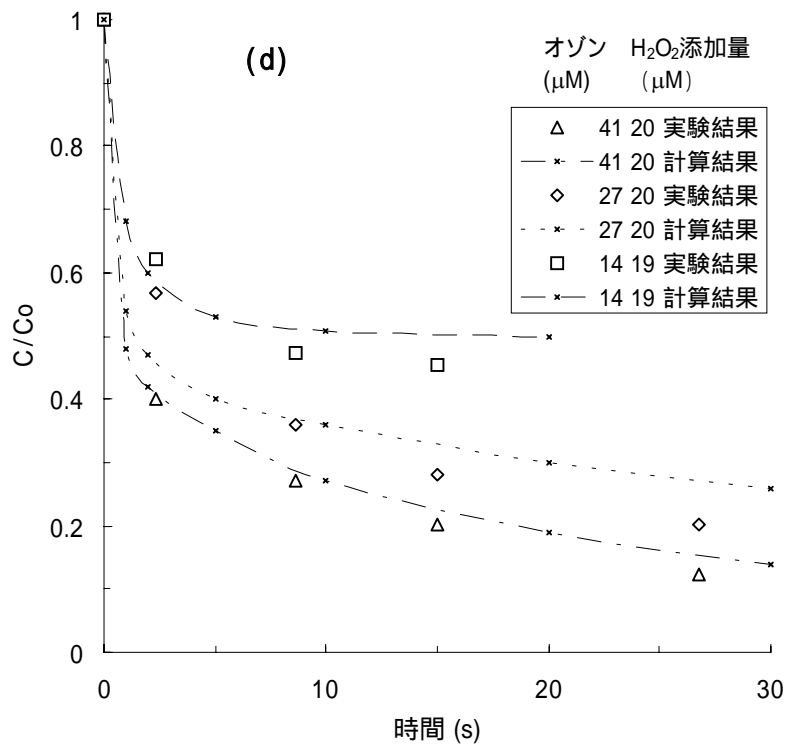 (d)
オゾン H₂O₂添加量
(μM) (μM)
41 20 実験結果
41 20 計算結果
27 20 実験結果
27 20 計算結果
14 19 実験結果
14 19 計算結果
C/Co
1
0.8
0.6
0.4
0.2
0
0 10 20 30
時間 (s)